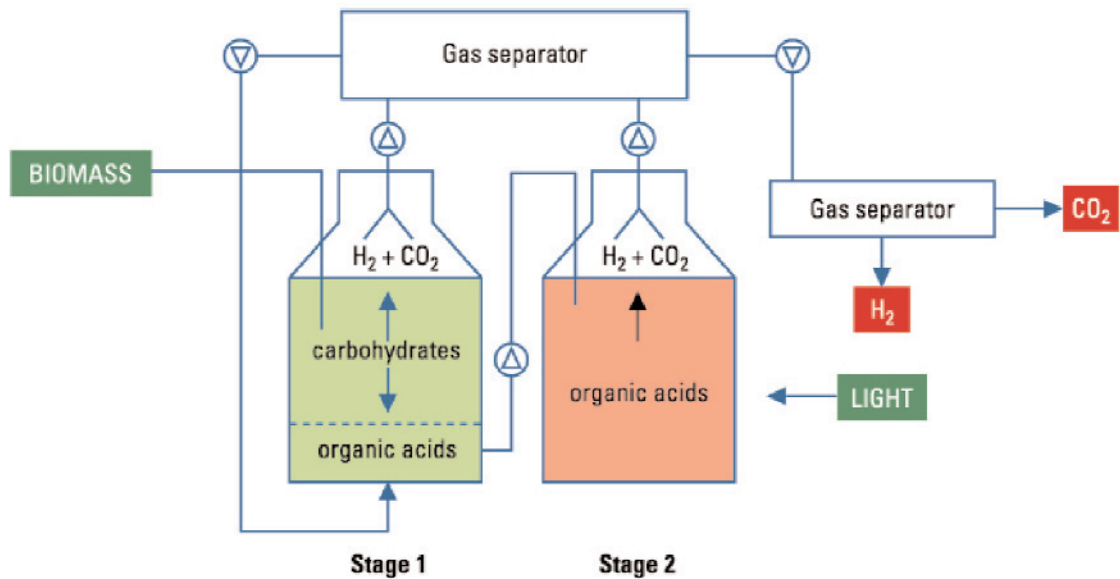 Gas separator
BIOMASS
Gas separator
CO₂
H₂ + CO₂
H₂ + CO₂
H₂
carbohydrates
organic acids
LIGHT
organic acids
Stage 1
Stage 2